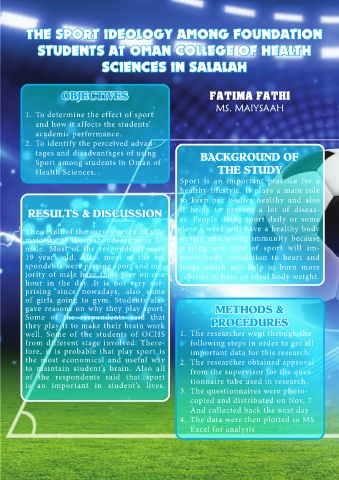 THE SPORT IDEOLOGY AMONG FOUNDATION
STUDENTS AT OMAN COLLEGE OF HEALTH
SCIENCES IN SALALAH
FATIMA FATHI
MS. MAIYSAAH
OBJECTIVES
1. To determine the effect of sport
and how it affects the students'
academic performance.
2. To identify the perceived advan-
tages and disadvantages of using
Sport among students in Oman of
Health Sciences.
BACKGROUND OF
THE STUDY
Sport is an important practice for a
healthy lifestyle. It plays a main role
to keep our bodies healthy and also
it helps to prevent a lot of diseas-
es. People doing sport daily or some
days a week will have a healthy body
weight and strong immunity because
playing any type of sport will im-
prove body circulation to heart and
lungs which will help to burn more
calories to have an ideal body weight.
RESULTS & DISCUSSION
The result of the survey revealed that
majority of the respondents were fe-
male. Most of the respondents were
19 years old. Also, most of the re-
spondents were playing sport and ma-
jority of male have their play on one
hour in the day. It is not very sur-
prising since nowadays, also some
of girls going to gym. Students also
gave reasons on why they play sport.
Some of the respondents said that
they play it to make their brain work
well. Some of the students of OCHS
from different stage involved. There-
fore, it is probable that play sport is
the most economical and useful way
to maintain student's brain. Also all
of the respondents said that sport
is an important in student's lives.
METHODS &
PROCEDURES
1. The researcher went through the
following steps in order to get all
important data for this research.
2. The researcher obtained approval
from the supervisor for the ques-
tionnaire tube used in research.
3. The questionnaires were photo-
copied and distributed on Nov, 7
And collected back the next day
4. The data were then plotted to MS
Excel for analysis